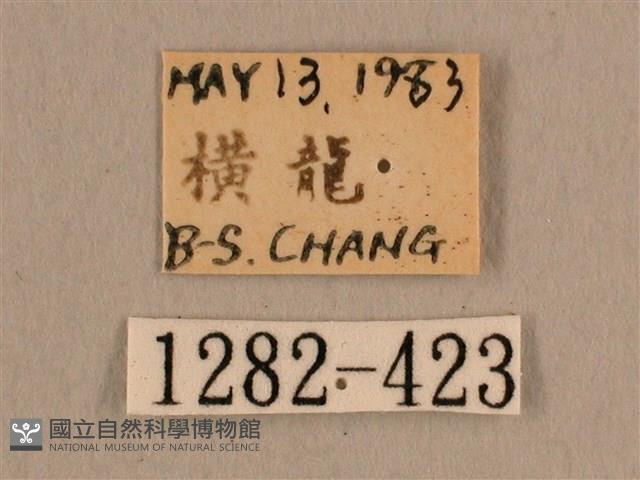 MAY 13, 1983
橫龍
B-S. CHANG
1282-423
國立自然科學博物館
NATIONAL MUSEUM OF NATURAL SCIENCE